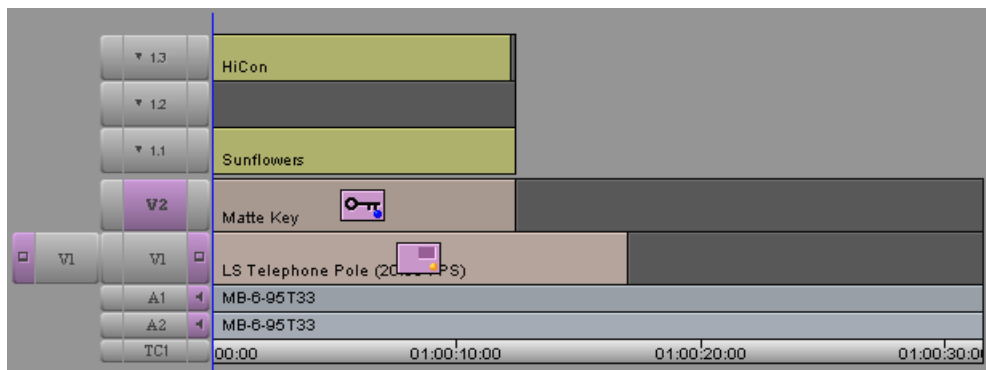 1.3 HiCon
1.2
1.1 Sunflowers
V2 Matte Key
V1 V1 LS Telephone Pole (20. PS)
A1 MB-6-95T33
A2 MB-6-95T33
TC1 00:00 01:00:10:00 01:00:20:00 01:00:30:0